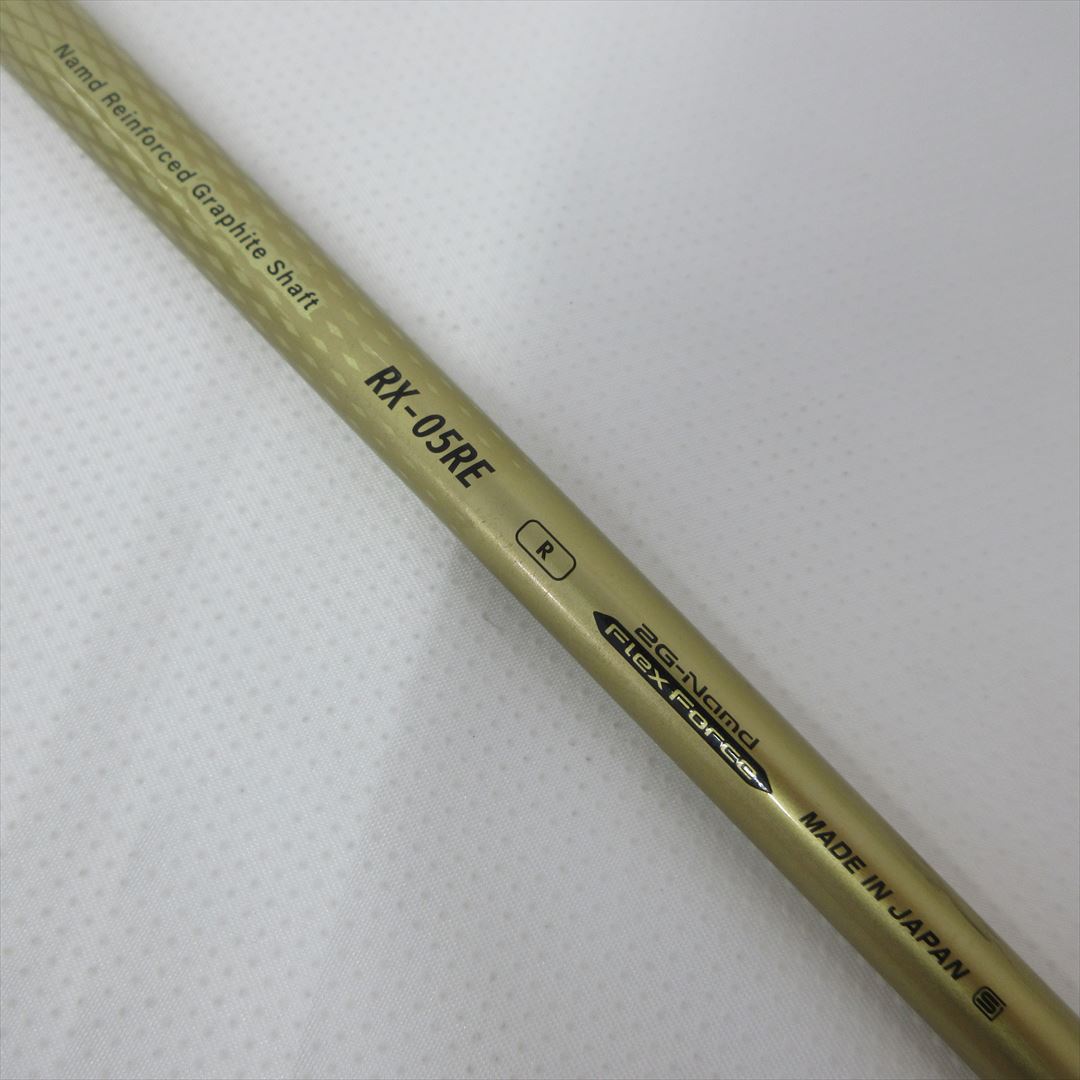 Namd Reinforced Graphite Shaft
RX-05RE
R
2G-Namd
Flex Force
MADE IN JAPAN S